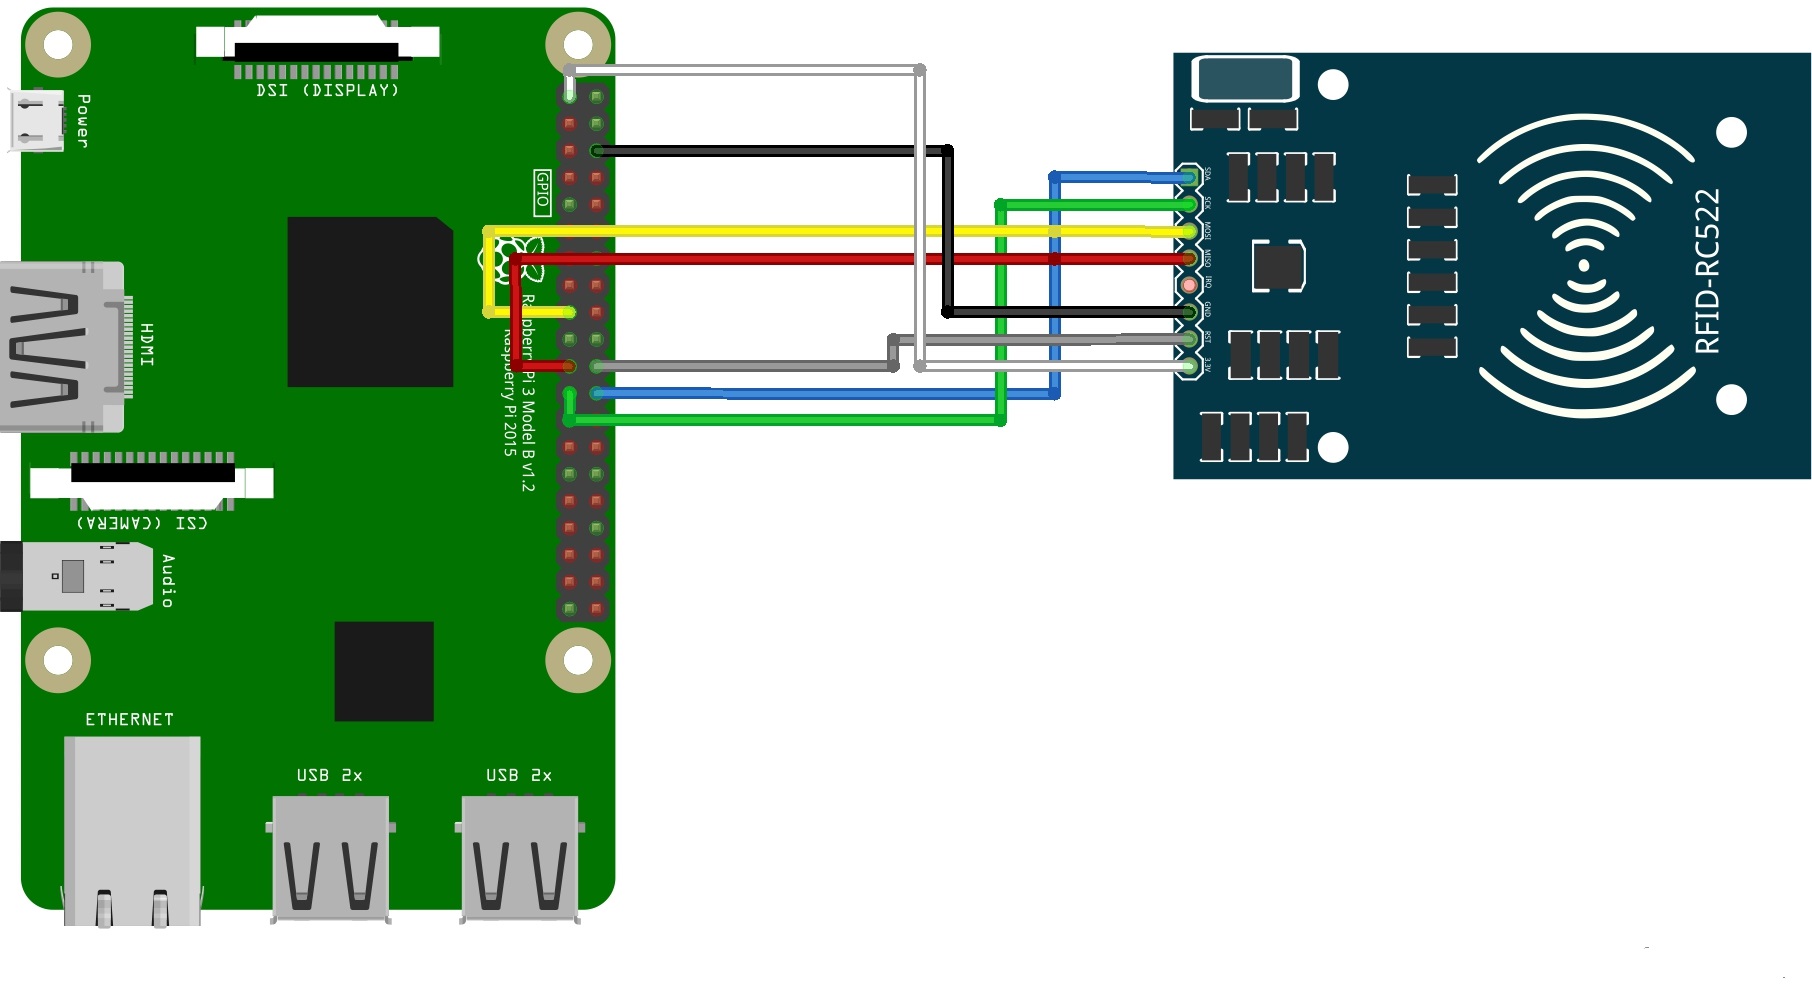 DSI (DISPLAY)
Power
GPIO
HDMI
Raspberry Pi 3 Model B v1.2
Raspberry Pi 2015
CSI (CAMERA)
Audio
ETHERNET
USB 2x
USB 2x
SDA
SCK
MOSI
MISO
IRQ
GND
RST
3.3V
RFID-RC522